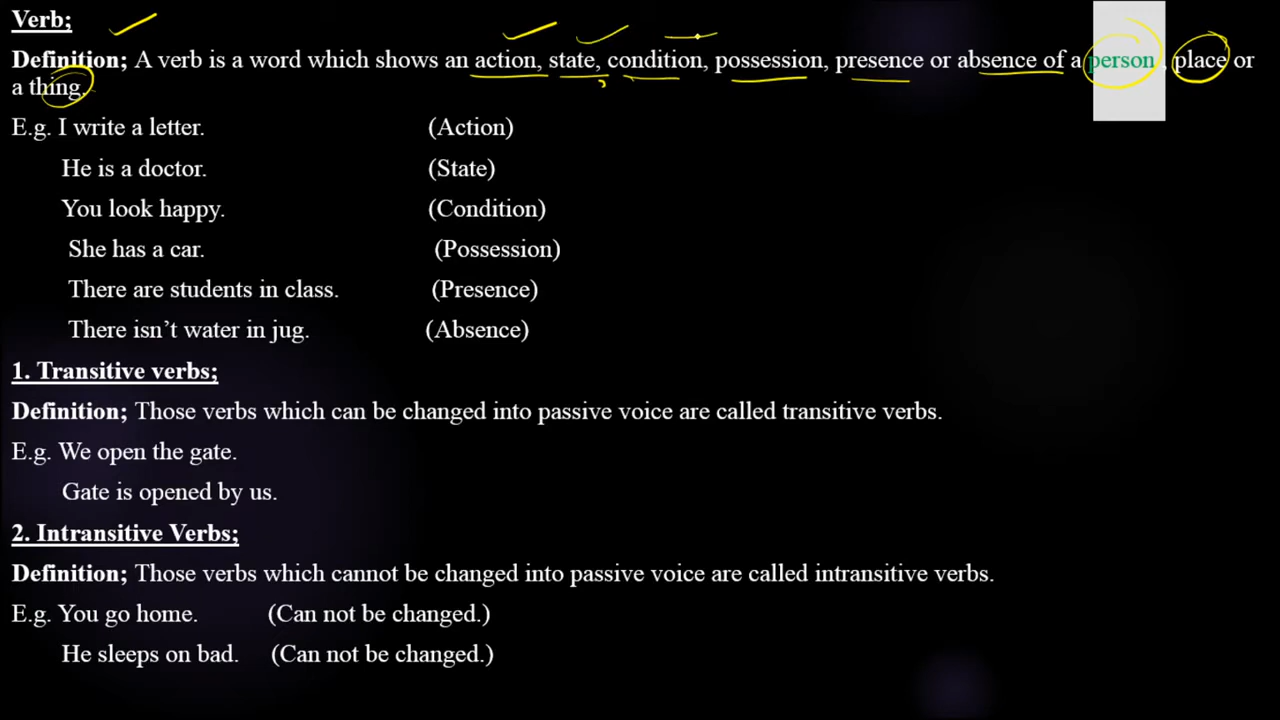 Verb;
Definition; A verb is a word which shows an action, state, condition, possession, presence or absence of a person , place or
a thing.
E.g. I write a letter. (Action)
He is a doctor. (State)
You look happy. (Condition)
She has a car. (Possession)
There are students in class. (Presence)
There isn’t water in jug. (Absence)
1. Transitive verbs;
Definition; Those verbs which can be changed into passive voice are called transitive verbs.
E.g. We open the gate.
Gate is opened by us.
2. Intransitive Verbs;
Definition; Those verbs which cannot be changed into passive voice are called intransitive verbs.
E.g. You go home. (Can not be changed.)
He sleeps on bad. (Can not be changed.)